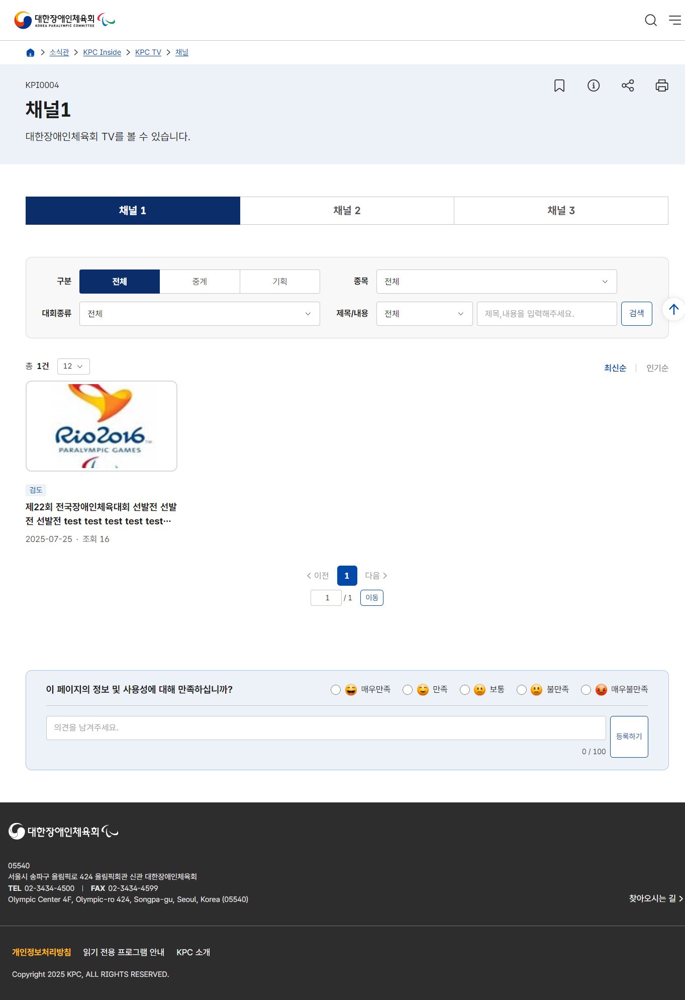 대한장애인체육회
KOREA PARALYMPIC COMMITTEE
소식관 KPC Inside KPC TV 채널
KPI0004
채널1
대한장애인체육회 TV를 볼 수 있습니다.
채널 1 채널 2 채널 3
구분 전체 중계 기획 종목 전체
대회종류 전체 제목/내용 전체 제목,내용을 입력해주세요. 검색
총 1건 12 최신순 인기순
Rio2016
PARALYMPIC GAMES
검도
제22회 전국장애인체육대회 선발전 선발
전 선발전 test test test test test…
2025-07-25 · 조회 16
이전 1 다음
1 / 1 이동
이 페이지의 정보 및 사용성에 대해 만족하십니까? 매우만족 만족 보통 불만족 매우불만족
의견을 남겨주세요. 등록하기
0 / 100
대한장애인체육회
05540
서울시 송파구 올림픽로 424 올림픽회관 신관 대한장애인체육회
TEL 02-3434-4500 | FAX 02-3434-4599
Olympic Center 4F, Olympic-ro 424, Songpa-gu, Seoul, Korea (05540)
찾아오시는 길
개인정보처리방침 읽기 전용 프로그램 안내 KPC 소개
Copyright 2025 KPC, ALL RIGHTS RESERVED.